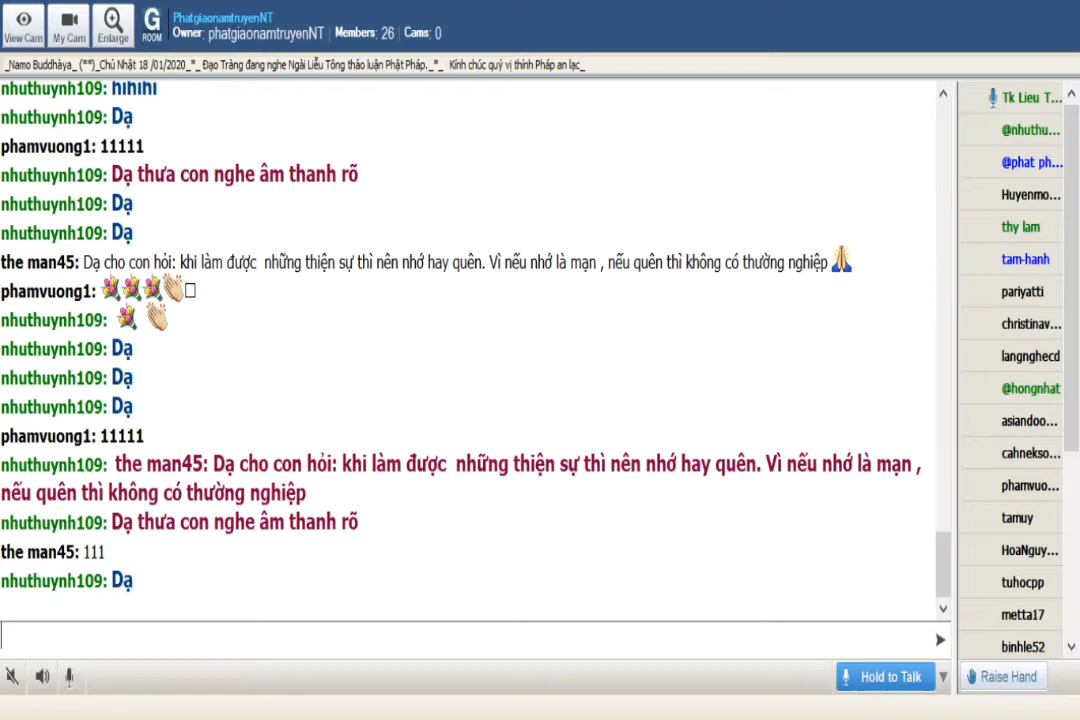 View Cam
My Cam
Enlarge
G
ROOM
PhatgiaonamtruyenNT
Owner: phatgiaonamtruyenNT | Members: 26 | Cams: 0
_Namo Buddhàya_ (**)_Chủ Nhật 18 /01/2020_*_ Đạo Tràng đang nghe Ngài Liễu Tông thảo luận Phật Pháp._*_ Kính chúc quý vị thính Pháp an lạc_
nhuthuynh109: hihihi
nhuthuynh109: Dạ
phamvuong1: 11111
nhuthuynh109: Dạ thưa con nghe âm thanh rõ
nhuthuynh109: Dạ
nhuthuynh109: Dạ
the man45: Dạ cho con hỏi: khi làm được  những thiện sự thì nên nhớ hay quên. Vì nếu nhớ là mạn , nếu quên thì không có thường nghiệp
phamvuong1:
nhuthuynh109:
nhuthuynh109: Dạ
nhuthuynh109: Dạ
nhuthuynh109: Dạ
phamvuong1: 11111
nhuthuynh109: the man45: Dạ cho con hỏi: khi làm được  những thiện sự thì nên nhớ hay quên. Vì nếu nhớ là mạn ,
nếu quên thì không có thường nghiệp
nhuthuynh109: Dạ thưa con nghe âm thanh rõ
the man45: 111
nhuthuynh109: Dạ
Tk Lieu T...
@nhuthu...
@phat ph...
Huyenmo...
thy lam
tam-hanh
pariyatti
christinav...
langnghecd
@hongnhat
asiandoo...
cahnekso...
phamvuo...
tamuy
HoaNguy...
tuhocpp
metta17
binhle52
Hold to Talk
Raise Hand